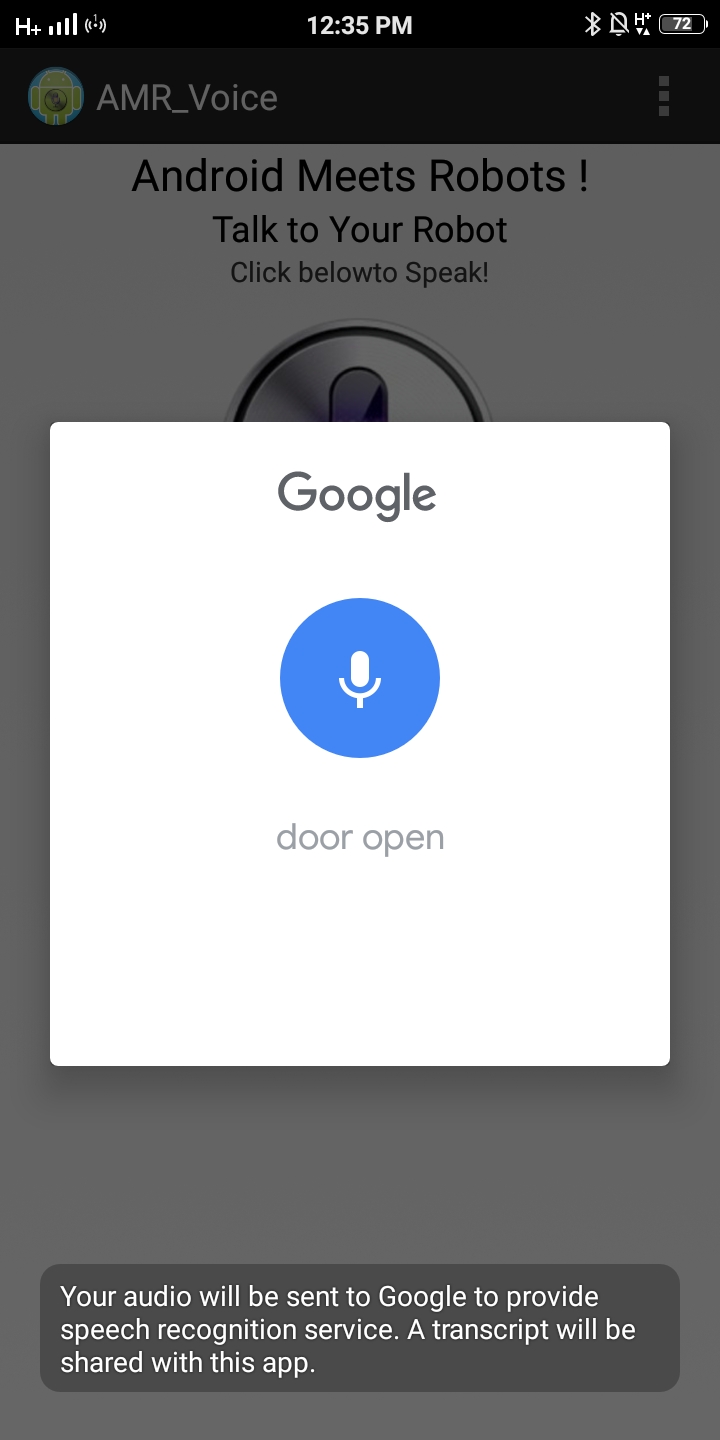 H+ 1 12:35 PM H+ 72
AMR_Voice
Android Meets Robots !
Talk to Your Robot
Click belowto Speak!
Google
door open
Your audio will be sent to Google to provide
speech recognition service. A transcript will be
shared with this app.